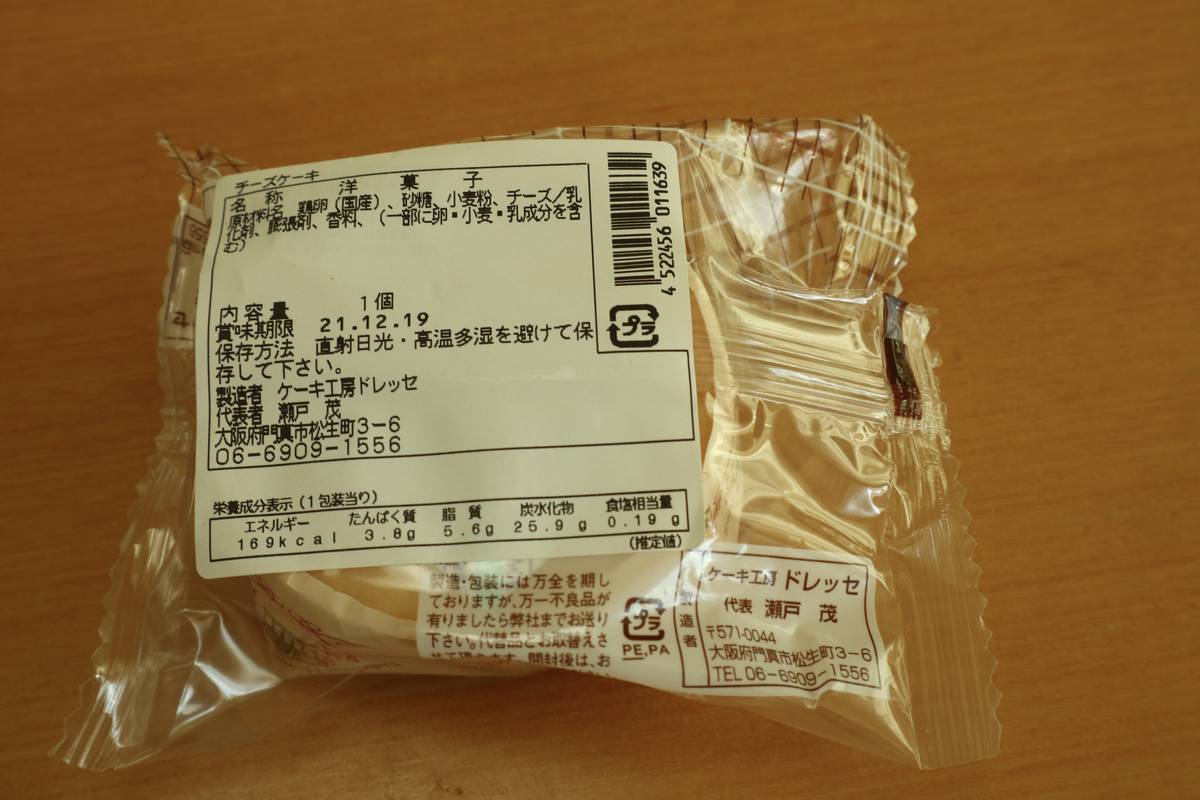 チーズケーキ
名称 洋菓子
原材料名 鶏卵(国産)、砂糖、小麦粉、チーズ/乳
化剤、膨張剤、香料、(一部に卵・小麦・乳成分を含
む)
内容量 1個
賞味期限 21.12.19
保存方法 直射日光・高温多湿を避けて保
存して下さい。
製造者 ケーキ工房ドレッセ
代表者 瀬戸 茂
大阪府門真市松生町3-6
06-6909-1556
4 522456 011639
プラ
栄養成分表示(1包装当り)
エネルギー たんぱく質 脂質 炭水化物 食塩相当量
169kcal 3.8g 5.6g 25.9g 0.19g
(推定値)
製造・包装には万全を期し
ておりますが、万一不良品が
有りましたら弊社までお送り
下さい。代替品とお取替えさ
せて頂きます。開封後は、お
プラ
PE,PA
製造者
ケーキ工房 ドレッセ
代表 瀬戸 茂
〒571-0044
大阪府門真市松生町3-6
TEL 06-6909-1556